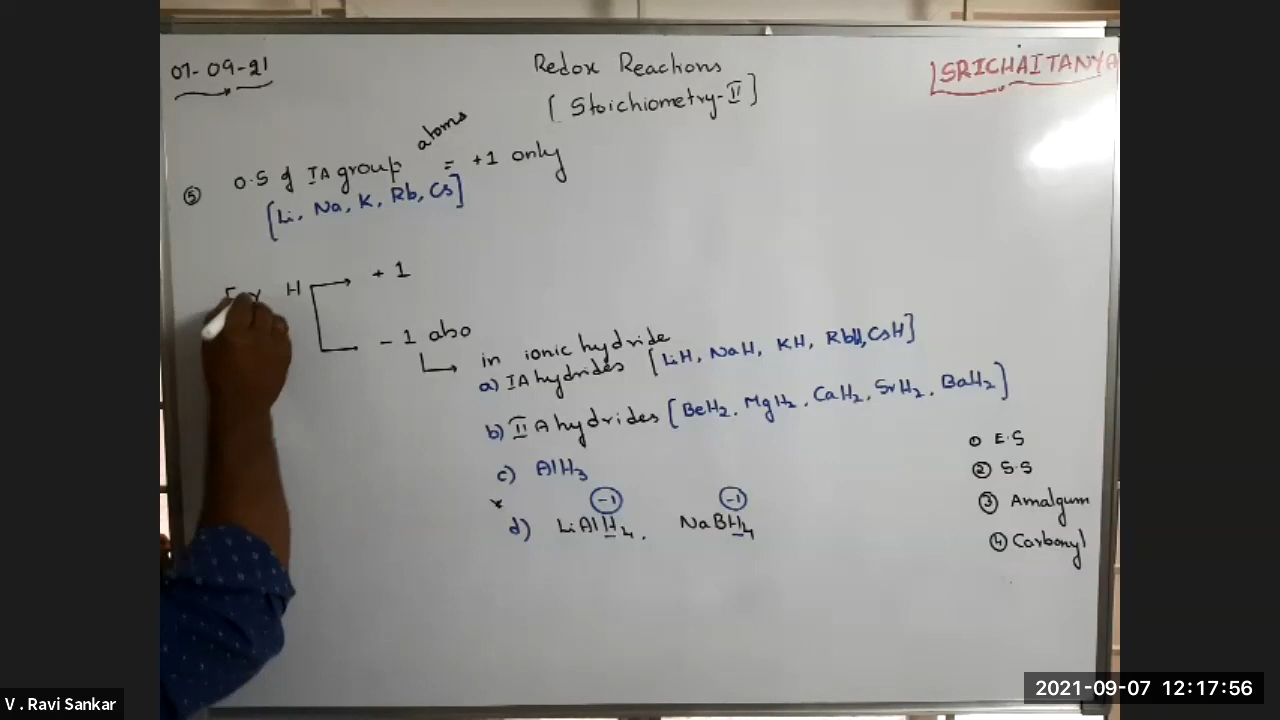 07-09-21
Redox Reactions
[Stoichiometry-II]
SRICHAITANYA
⑤ O.S of IA group atoms = +1 only
[Li, Na, K, Rb, Cs]
Ex H → +1
-1 also
↳ in ionic hydride
a) IA hydrides [LiH, NaH, KH, RbH, CsH]
b) IIA hydrides [BeH2, MgH2, CaH2, SrH2, BaH2]
c) AlH3
-1 -1
* d) LiAlH4, NaBH4
① E.S
② S.S
③ Amalgum
④ Carbonyl
V . Ravi Sankar
2021-09-07 12:17:56